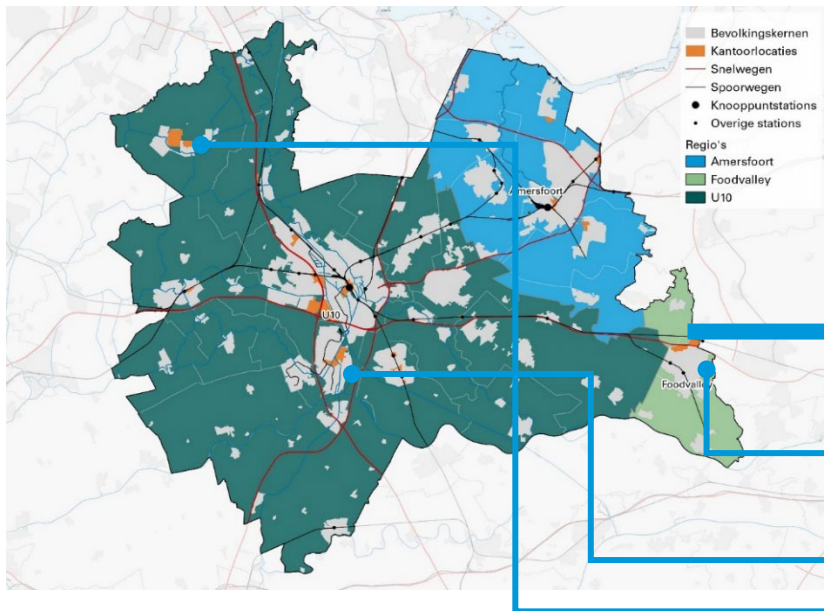 Bevolkingskernen
Kantoorlocaties
Snelwegen
Spoorwegen
Knooppuntstations
Overige stations
Regio's
Amersfoort
Foodvalley
U10
Amersfoort
U10
Foodvalley